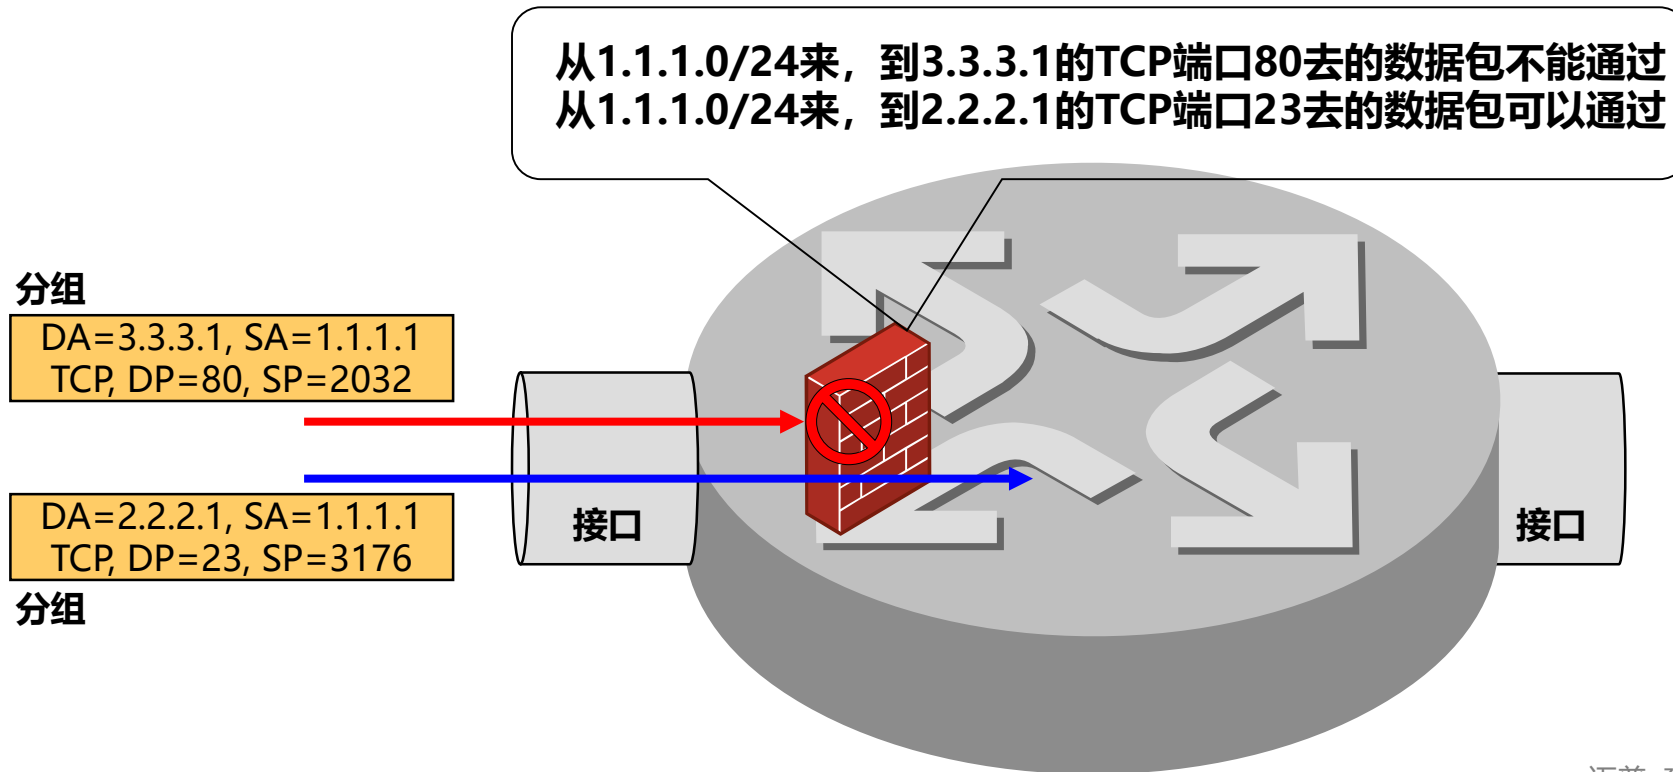 从1.1.1.0/24来，到3.3.3.1的TCP端口80去的数据包不能通过
从1.1.1.0/24来，到2.2.2.1的TCP端口23去的数据包可以通过
分组
DA=3.3.3.1, SA=1.1.1.1
TCP, DP=80, SP=2032
DA=2.2.2.1, SA=1.1.1.1
TCP, DP=23, SP=3176
分组
接口
接口